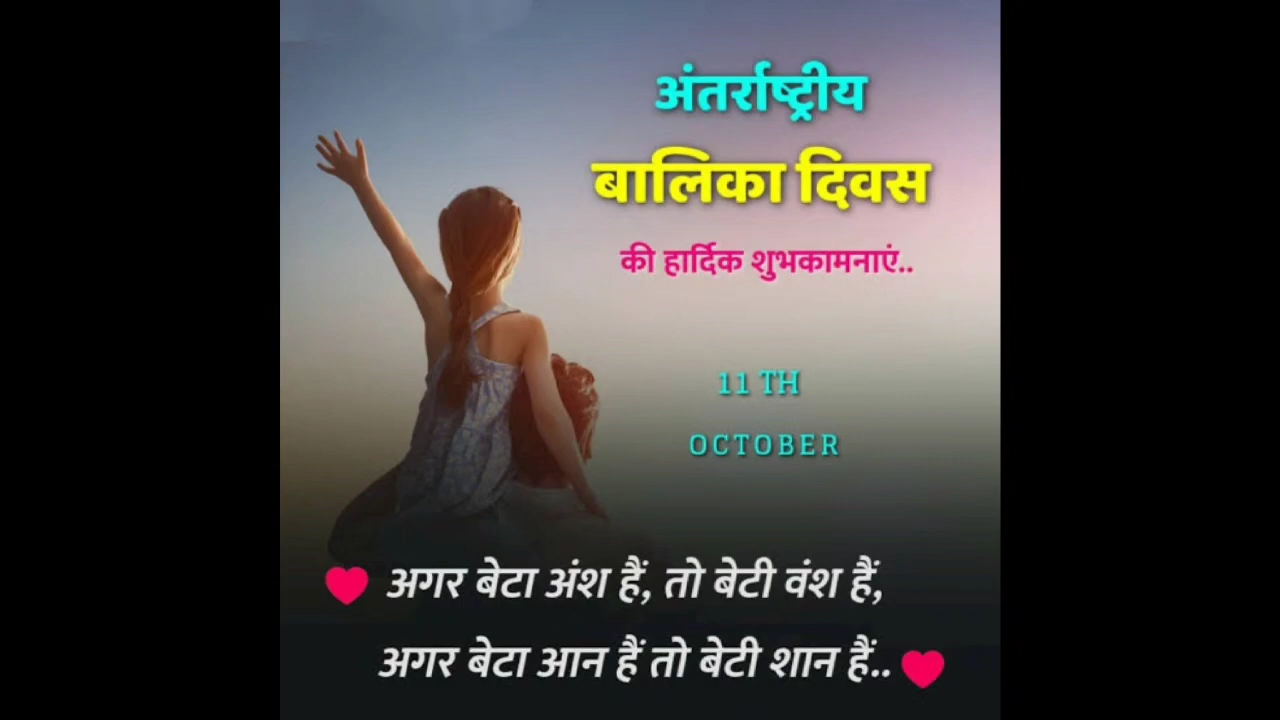 अंतर्राष्ट्रीय
बालिका दिवस
की हार्दिक शुभकामनाएं..
11 TH
OCTOBER
अगर बेटा अंश हैं, तो बेटी वंश हैं,
अगर बेटा आन हैं तो बेटी शान हैं..